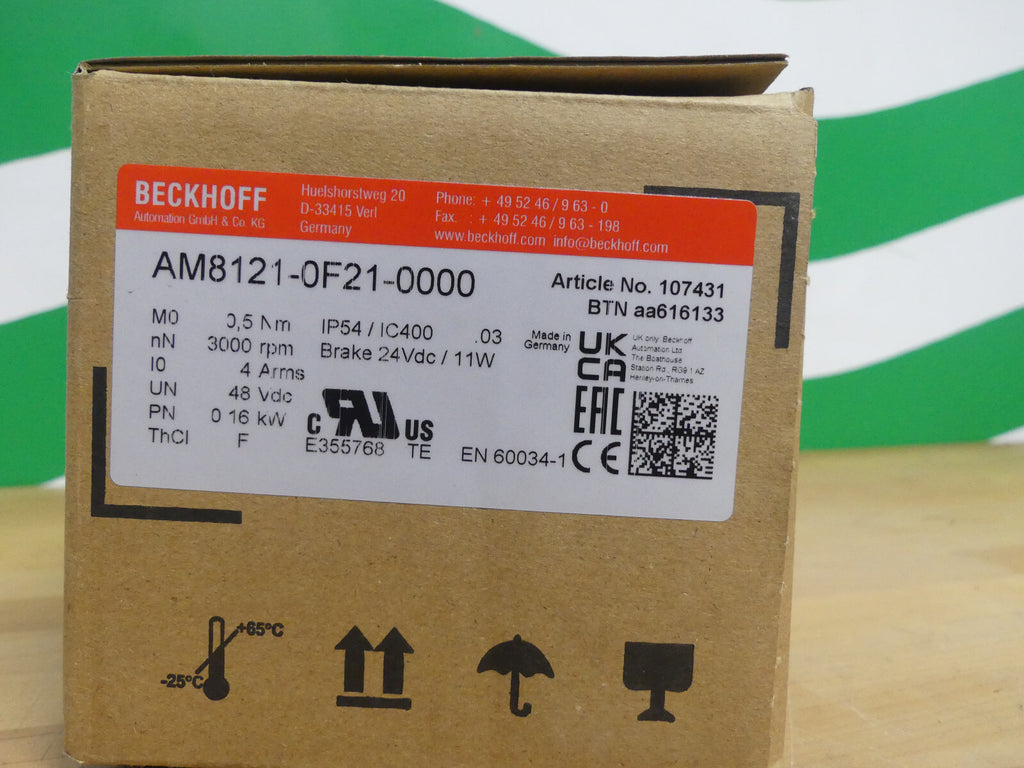 BECKHOFF
Automation GmbH & Co. KG
Huelshorstweg 20
D-33415 Verl
Germany
Phone: + 49 52 46 / 9 63 - 0
Fax. : + 49 52 46 / 9 63 - 198
www.beckhoff.com info@beckhoff.com
AM8121-0F21-0000
Article No. 107431
BTN aa616133
M0 0,5 Nm
nN 3000 rpm
I0 4 Arms
UN 48 Vdc
PN 0 16 kW
ThCl F
IP54 / IC400 .03
Brake 24Vdc / 11W
C US
E355768 TE
EN 60034-1
Made in
Germany
UK
CA
UK only: Beckhoff
Automation Ltd
The Boathouse
Station Rd., RG9 1 AZ
Henley-on-Thames
EAC
CE
+65°C
-25°C